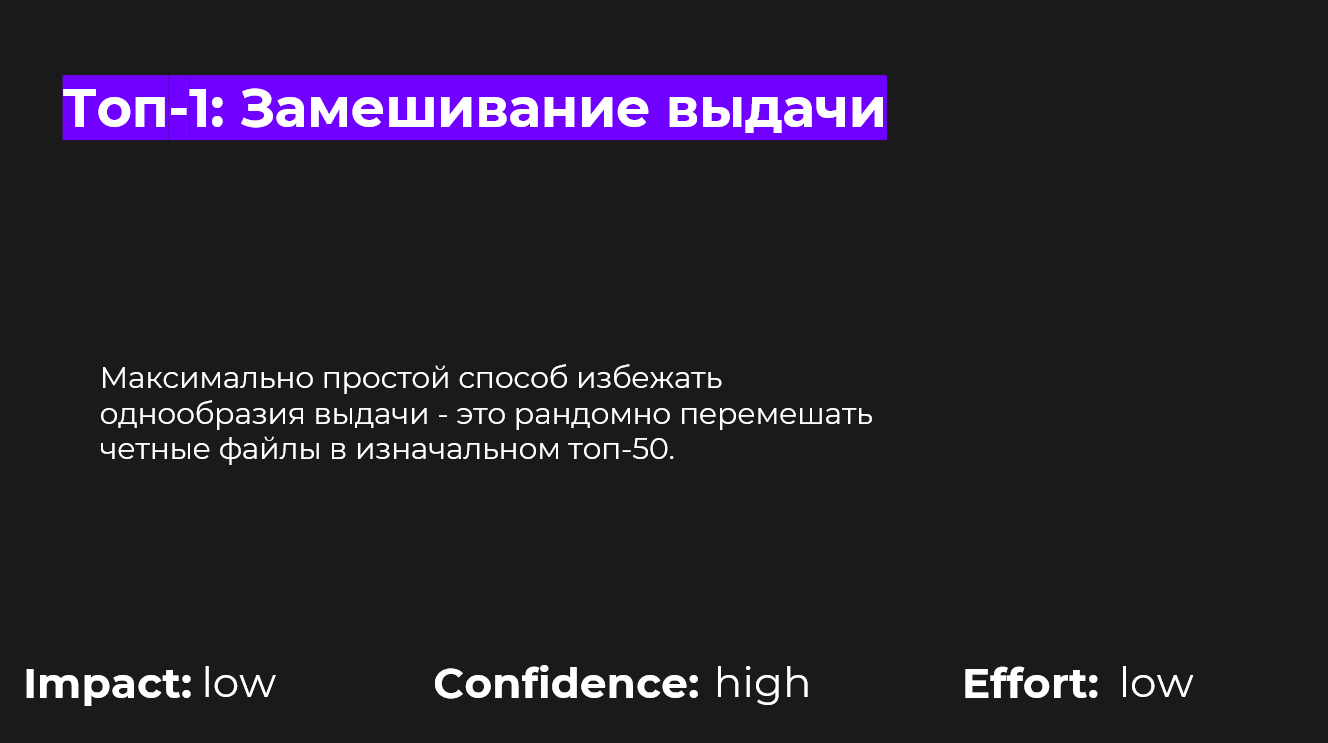 Топ-1: Замешивание выдачи
Максимально простой способ избежать
однообразия выдачи - это рандомно перемешать
четные файлы в изначальном топ-50.
Impact: low Confidence: high Effort: low